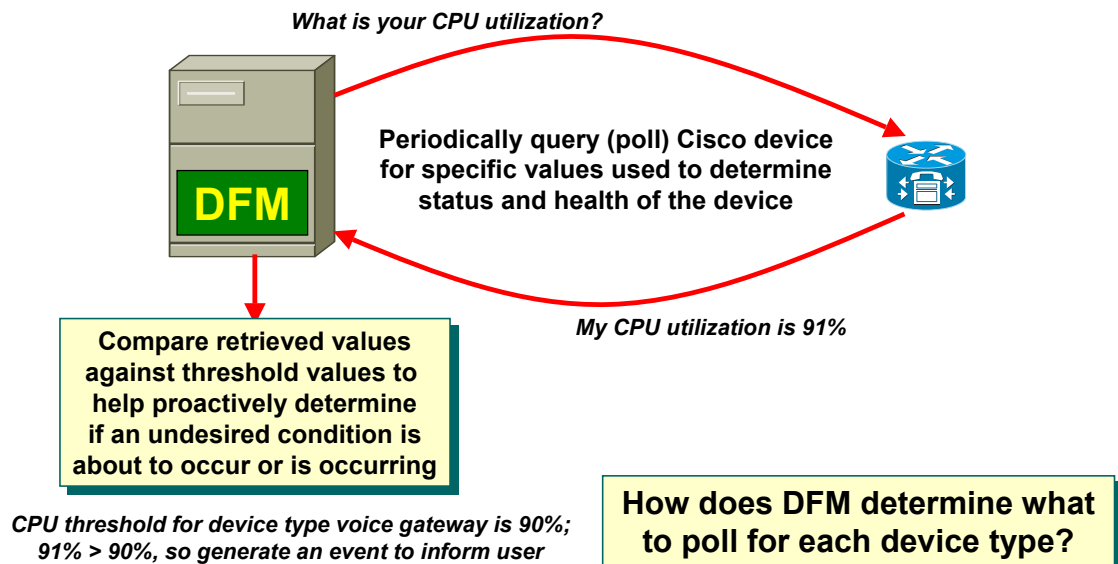 What is your CPU utilization?
Periodically query (poll) Cisco device
for specific values used to determine
status and health of the device
DFM
My CPU utilization is 91%
Compare retrieved values
against threshold values to
help proactively determine
if an undesired condition is
about to occur or is occurring
CPU threshold for device type voice gateway is 90%;
91% > 90%, so generate an event to inform user
How does DFM determine what
to poll for each device type?